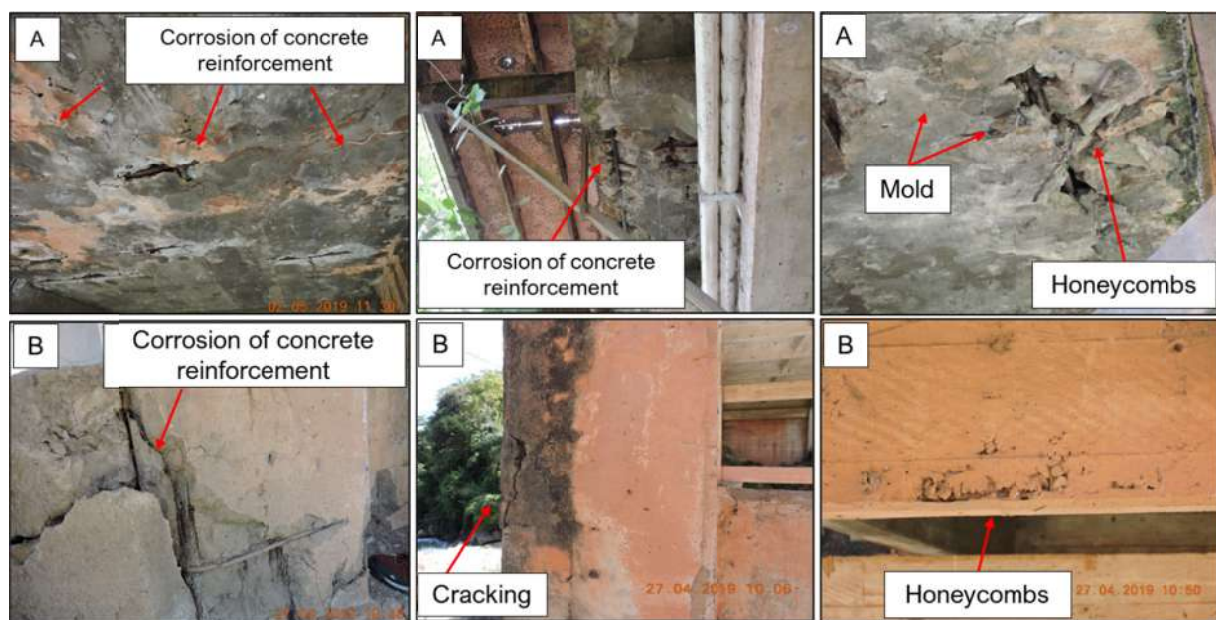 A
Corrosion of concrete
reinforcement
02.05.2019 11:30
A
Corrosion of concrete
reinforcement
A
Mold
Honeycombs
B
Corrosion of concrete
reinforcement
B
Cracking
27.04.2019 10:06
B
Honeycombs
27.04.2019 10:50